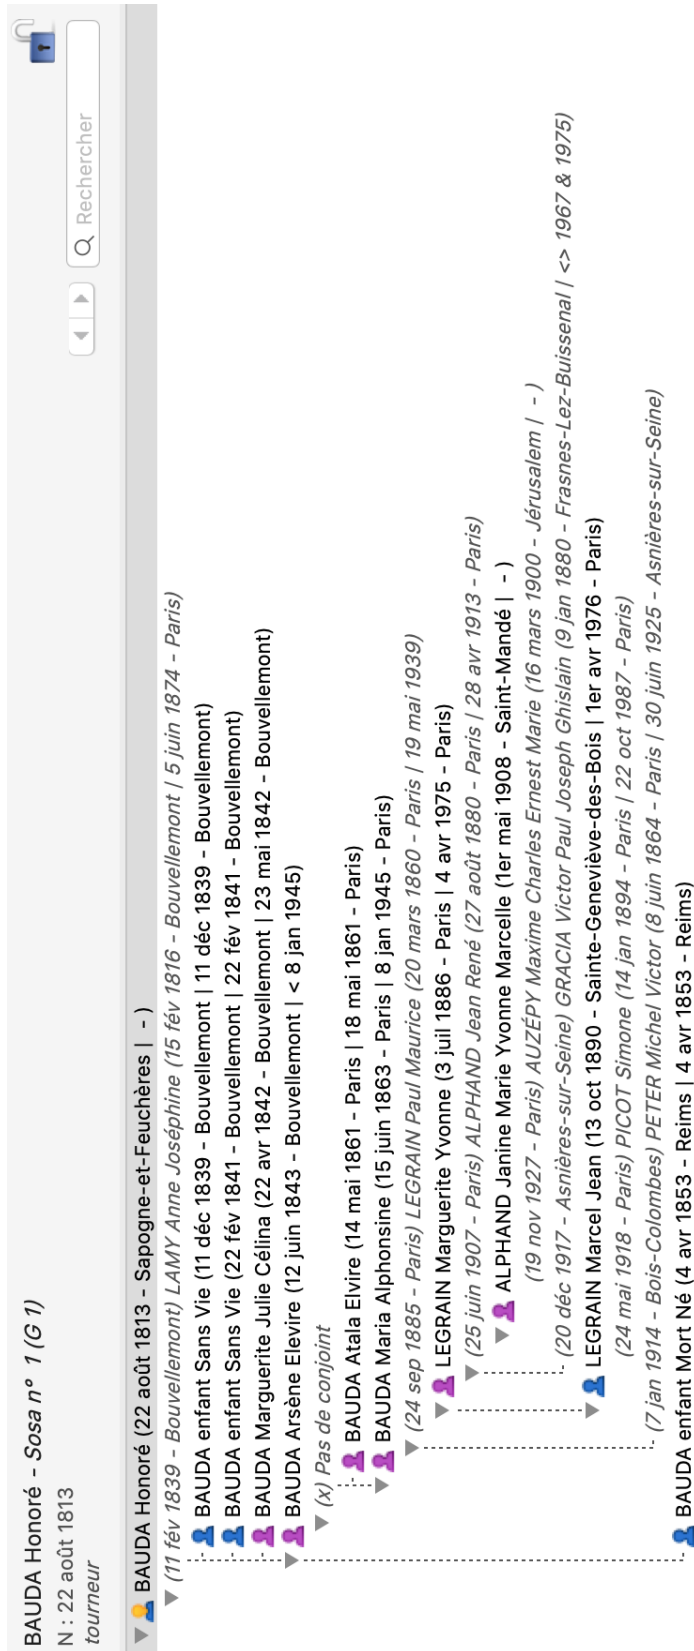 BAUDA Honoré - Sosa n° 1 (G 1)
N : 22 août 1813
tourneur
Rechercher
BAUDA Honoré (22 août 1813 - Sapogne-et-Feuchères | - )
(11 fév 1839 - Bouvellemont) LAMY Anne Joséphine (15 fév 1816 - Bouvellemont | 5 juin 1874 - Paris)
BAUDA enfant Sans Vie (11 déc 1839 - Bouvellemont | 11 déc 1839 - Bouvellemont)
BAUDA enfant Sans Vie (22 fév 1841 - Bouvellemont | 22 fév 1841 - Bouvellemont)
BAUDA Marguerite Julie Célina (22 avr 1842 - Bouvellemont | 23 mai 1842 - Bouvellemont)
BAUDA Arsène Elevire (12 juin 1843 - Bouvellemont | < 8 jan 1945)
(x) Pas de conjoint
BAUDA Atala Elvire (14 mai 1861 - Paris | 18 mai 1861 - Paris)
BAUDA Maria Alphonsine (15 juin 1863 - Paris | 8 jan 1945 - Paris)
(24 sep 1885 - Paris) LEGRAIN Paul Maurice (20 mars 1860 - Paris | 19 mai 1939)
LEGRAIN Marguerite Yvonne (3 juil 1886 - Paris | 4 avr 1975 - Paris)
(25 juin 1907 - Paris) ALPHAND Jean René (27 août 1880 - Paris | 28 avr 1913 - Paris)
ALPHAND Janine Marie Yvonne Marcelle (1er mai 1908 - Saint-Mandé | - )
(19 nov 1927 - Paris) AUZÉPY Maxime Charles Ernest Marie (16 mars 1900 - Jérusalem | - )
(20 déc 1917 - Asnières-sur-Seine) GRACIA Victor Paul Joseph Ghislain (9 jan 1880 - Frasnes-Lez-Buissenal | <> 1967 & 1975)
LEGRAIN Marcel Jean (13 oct 1890 - Sainte-Geneviève-des-Bois | 1er avr 1976 - Paris)
(24 mai 1918 - Paris) PICOT Simone (14 jan 1894 - Paris | 22 oct 1987 - Paris)
(7 jan 1914 - Bois-Colombes) PETER Michel Victor (8 juin 1864 - Paris | 30 juin 1925 - Asnières-sur-Seine)
BAUDA enfant Mort Né (4 avr 1853 - Reims | 4 avr 1853 - Reims)